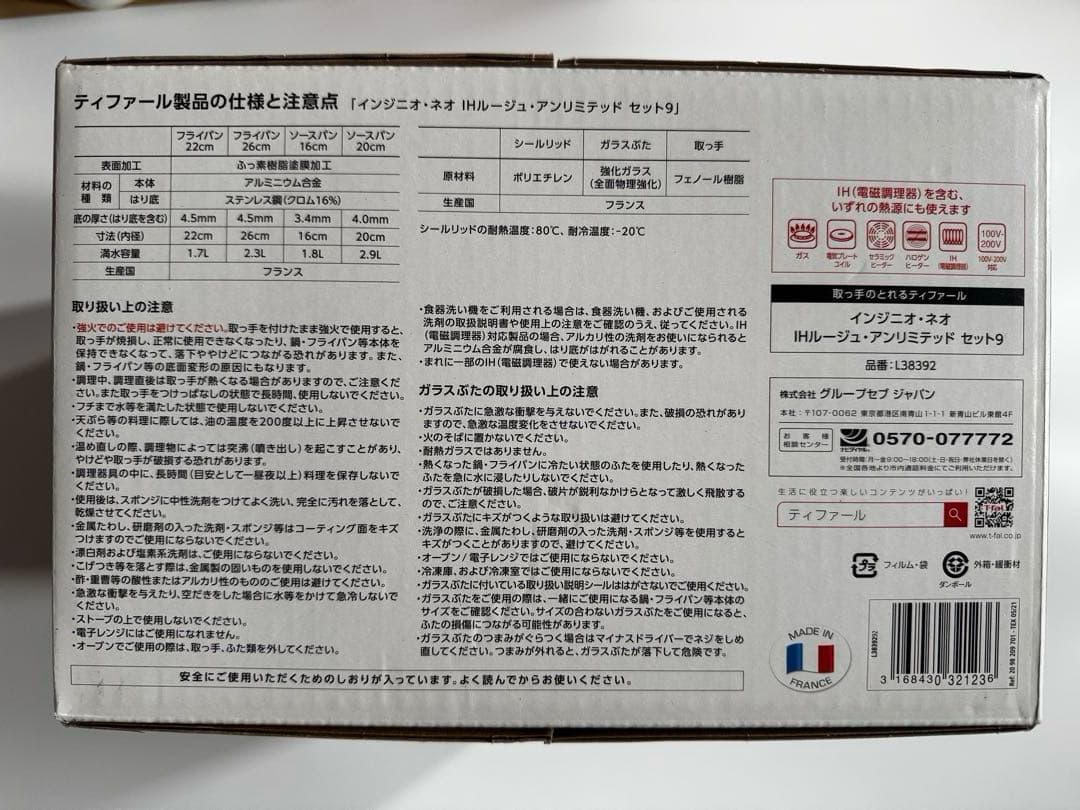 ティファール製品の仕様と注意点 「インジニオ・ネオ IHルージュ・アンリミテッド セット9」
フライパン 22cm フライパン 26cm ソースパン 16cm ソースパン 20cm
表面加工 ふっ素樹脂塗膜加工
材料の種類 本体 アルミニウム合金
はり底 ステンレス鋼(クロム16%)
底の厚さ(はり底を含む) 4.5mm 4.5mm 3.4mm 4.0mm
寸法(内径) 22cm 26cm 16cm 20cm
満水容量 1.7L 2.3L 1.8L 2.9L
生産国 フランス
シールリッド ガラスぶた 取っ手
原材料 ポリエチレン 強化ガラス(全面物理強化) フェノール樹脂
生産国 フランス
シールリッドの耐熱温度:80℃、耐冷温度:-20℃
取り扱い上の注意
・強火でのご使用は避けてください。取っ手を付けたまま強火で使用すると、
取っ手が焼損し、正常に使用できなくなったり、鍋・フライパン等本体を
保持できなくなって、落下ややけどにつながる恐れがあります。また、
鍋・フライパン等の底面変形の原因にもなります。
・調理中、調理直後は取っ手が熱くなる場合がありますので、ご注意くだ
さい。また取っ手をつけっぱなしの状態で長時間、使用しないでください。
・フチまで水等を満たした状態で使用しないでください。
・天ぷら等の料理に際しては、油の温度を200度以上に上昇させないで
ください。
・温め直しの際、調理物によっては突沸(噴き出し)を起こすことがあり、
やけどや取っ手が破損する恐れがあります。
・調理器具の中に、長時間(目安として一昼夜以上)料理を保存しないで
ください。
・使用後は、スポンジに中性洗剤をつけてよく洗い、完全に汚れを落として、
乾燥させてください。
・金属たわし、研磨剤の入った洗剤・スポンジ等はコーティング面をキズ
つけますのでご使用にならないでください。
・漂白剤および塩素系洗剤は、ご使用にならないでください。
・こげつき等を落とす際は、金属製の固いものを使用しないでください。
・酢・重曹等の酸性またはアルカリ性のもののご使用は避けてください。
・急激な衝撃を与えたり、空だきをした場合に水等をかけて急冷しないで
ください。
・ストーブの上で使用しないでください。
・電子レンジにはご使用になれません。
・オーブンでご使用の際は、取っ手、ふた類を外してください。
・食器洗い機をご利用される場合は、食器洗い機、およびご使用される
洗剤の取扱説明書や使用上の注意をご確認のうえ、従ってください。IH
(電磁調理器)対応製品の場合、アルカリ性の洗剤をお使いになられると
アルミニウム合金が腐食し、はり底がはがれることがあります。
・まれに一部のIH(電磁調理器)で使えない場合があります。
ガラスぶたの取り扱い上の注意
・ガラスぶたに急激な衝撃を与えないでください。また、破損の恐れがあり
ますので、急激な温度変化をさせないでください。
・火のそばに置かないでください。
・耐熱ガラスではありません。
・熱くなった鍋・フライパンに冷たい状態のふたを使用したり、熱くなった
ふたを急に水に浸したりしないでください。
・ガラスぶたが破損した場合、破片が鋭利なかけらとなって激しく飛散する
ので、ご注意ください。
・ガラスぶたにキズがつくような取り扱いは避けてください。
・洗浄の際に、金属たわし、研磨剤の入った洗剤・スポンジ等を使用すると
キズがつくことがありますので、避けてください。
・オーブン/電子レンジではご使用にならないでください。
・冷凍庫、および冷凍室ではご使用にならないでください。
・ガラスぶたに付いている取り扱い説明シールははがさないでご使用ください。
・ガラスぶたをご使用の際は、一緒にご使用になる鍋・フライパン等本体の
サイズをご確認ください。サイズの合わないガラスぶたをご使用になると、
ふたの損傷につながる可能性があります。
・ガラスぶたのつまみがぐらつく場合はマイナスドライバーでネジをしめ
直してください。つまみが外れると、ガラスぶたが落下して危険です。
安全にご使用いただくためのしおりが入っています。よく読んでからお使いください。
IH(電磁調理器)を含む、
いずれの熱源にも使えます
100V-200V
ガス 電気プレート コイル セラミック ヒーター ハロゲン ヒーター IH (電磁調理器) 100V-200V 対応
取っ手のとれるティファール
インジニオ・ネオ
IHルージュ・アンリミテッド セット9
品番:L38392
株式会社 グループセブ ジャパン
本社:〒107-0062 東京都港区南青山1-1-1 新青山ビル東館4F
お客様相談センター ナビダイヤル 0570-077772
受付時間/月~金9:00~18:00(土・日・祝日・弊社休業日を除く)
※全国各地より市内通話料金にてご利用いただけます。
生活に役立つ楽しいコンテンツがいっぱい!
ティファール
T-fal
www.t-fal.co.jp
プラ フィルム・袋 外箱・緩衝材
ダンボール
MADE IN
FRANCE
L3839292
3 168430 321236
Ref: 20 98 209 701 - TEX 05/21